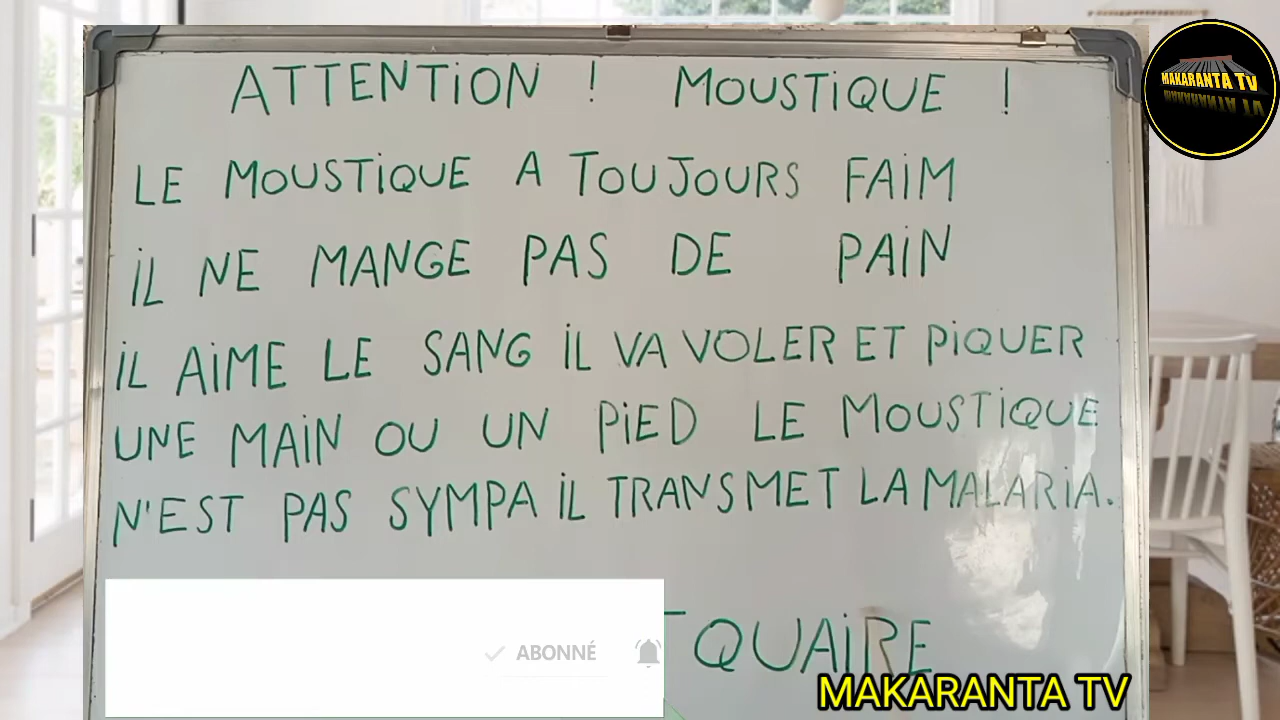 ATTENTION ! MOUSTIQUE !
LE MOUSTIQUE A TOUJOURS FAIM
IL NE MANGE PAS DE PAIN
IL AIME LE SANG IL VA VOLER ET PIQUER
UNE MAIN OU UN PIED LE MOUSTIQUE
N'EST PAS SYMPA IL TRANSMET LA MALARIA.
QUAIRE
ABONNÉ
MAKARANTA TV
MAKARANTA TV